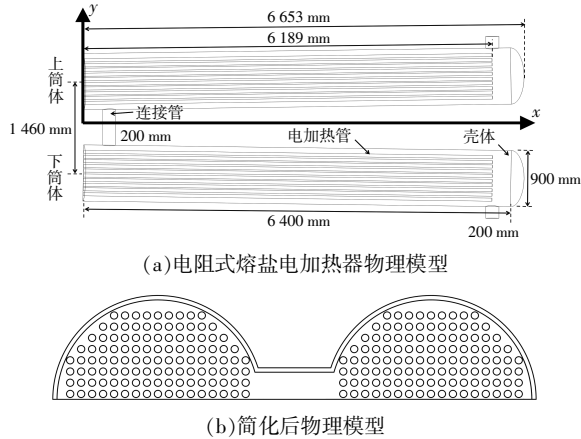 y
6 653 mm
6 189 mm
上筒体
x
连接管
1 460 mm
200 mm
电加热管
壳体
下筒体
900 mm
6 400 mm
200 mm
(a)电阻式熔盐电加热器物理模型
(b)简化后物理模型